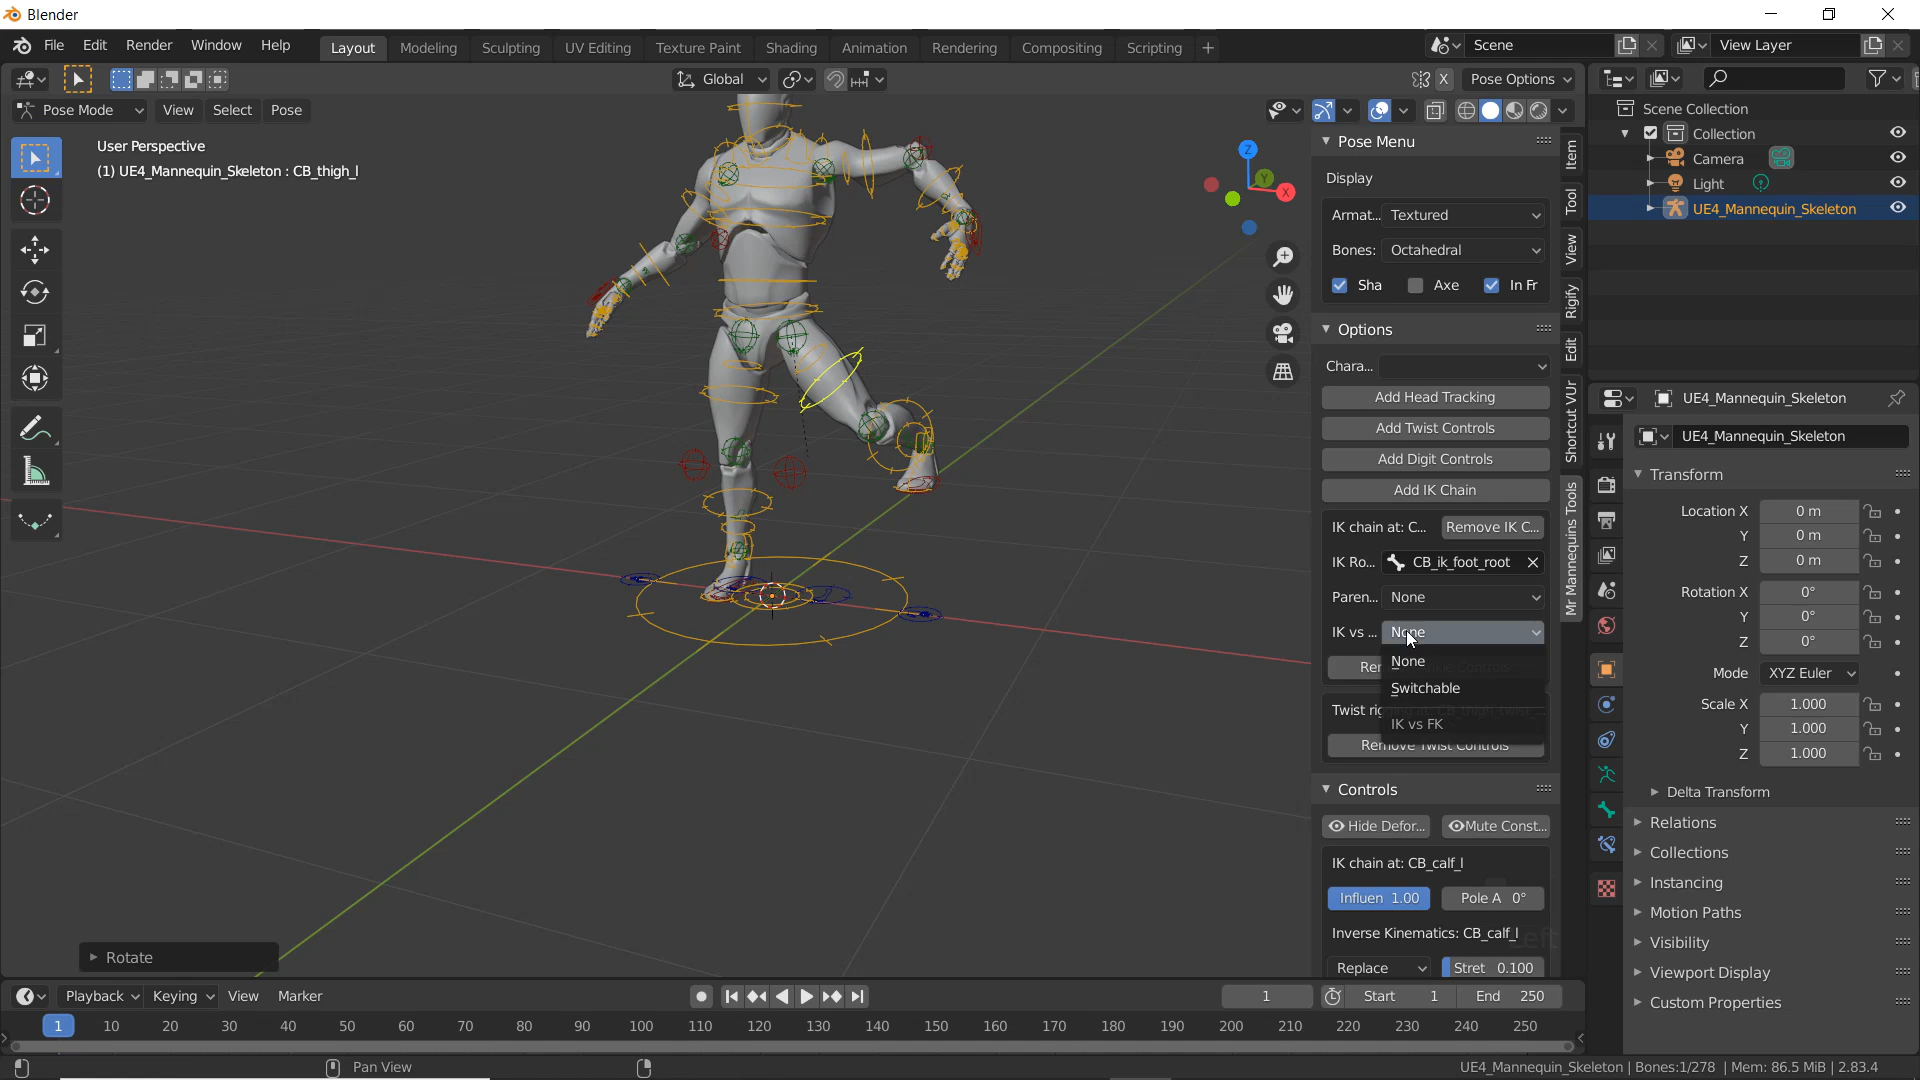 Blender
File Edit Render Window Help
Layout Modeling Sculpting UV Editing Texture Paint Shading Animation Rendering Compositing Scripting +
Scene
View Layer
Global
X Pose Options
Pose Mode View Select Pose
User Perspective
(1) UE4_Mannequin_Skeleton : CB_thigh_l
Z
Y
X
Pose Menu
Display
Armat... Textured
Bones: Octahedral
Sha Axe In Fr
Options
Chara...
Add Head Tracking
Add Twist Controls
Add Digit Controls
Add IK Chain
IK chain at: C... Remove IK C...
IK Ro... CB_ik_foot_root
Paren... None
IK vs ... None
None
Switchable
IK vs FK
Twist rigging at: CB_thigh_twist_...
Remove Twist Controls
Controls
Hide Defor... Mute Const...
IK chain at: CB_calf_l
Influen 1.00 Pole A 0°
Inverse Kinematics: CB_calf_l
Replace Stret 0.100
Item
Tool
View
Rigify
Edit
Shortcut VUr
Mr Mannequins Tools
Scene Collection
Collection
Camera
Light
UE4_Mannequin_Skeleton
UE4_Mannequin_Skeleton
UE4_Mannequin_Skeleton
Transform
Location X 0 m
Y 0 m
Z 0 m
Rotation X 0°
Y 0°
Z 0°
Mode XYZ Euler
Scale X 1.000
Y 1.000
Z 1.000
Delta Transform
Relations
Collections
Instancing
Motion Paths
Visibility
Viewport Display
Custom Properties
Rotate
Playback Keying View Marker
1 Start 1 End 250
1 10 20 30 40 50 60 70 80 90 100 110 120 130 140 150 160 170 180 190 200 210 220 230 240 250
Pan View
UE4_Mannequin_Skeleton | Bones:1/278 | Mem: 86.5 MiB | 2.83.4